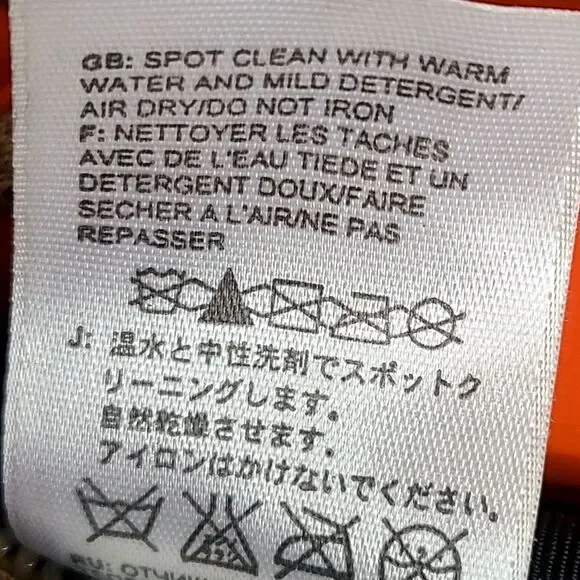 GB: SPOT CLEAN WITH WARM
WATER AND MILD DETERGENT/
AIR DRY/DO NOT IRON
F: NETTOYER LES TACHES
AVEC DE L'EAU TIEDE ET UN
DETERGENT DOUX/FAIRE
SECHER A L'AIR/NE PAS
REPASSER
J: 温水と中性洗剤でスポットク
リーニングします。
自然乾燥させます。
アイロンはかけないでください。